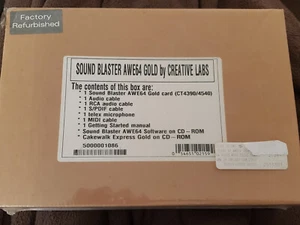 Factory
Refurbished
SOUND BLASTER AWE64 GOLD by CREATIVE LABS
The contents of this box are:
* 1 Sound Blaster AWE64 Gold card (CT4390/4540)
* 1 Audio cable
* 1 RCA audio cable
* 1 S/PDIF cable
* 1 telex microphone
* 1 MIDI cable
* 1 Getting Started manual
* Sound Blaster AWE64 Software on CD-ROM
* Cakewalk Express Gold on CD-ROM
5000001086